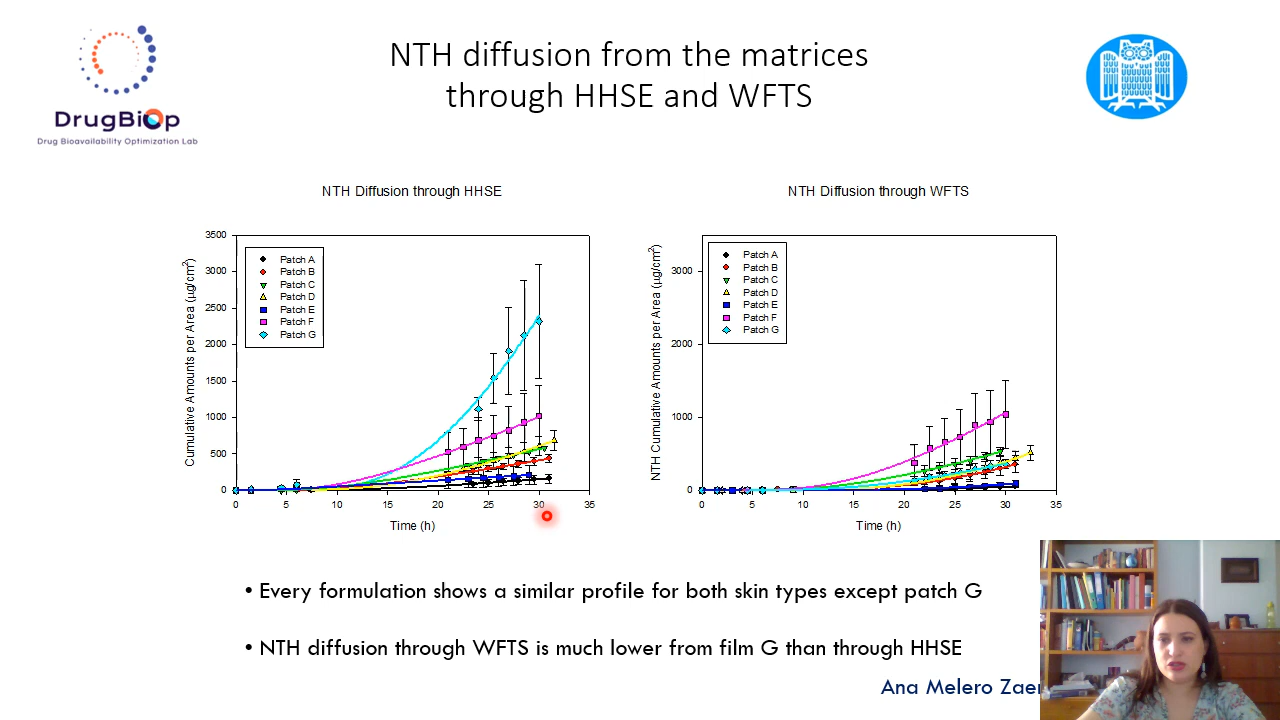 NTH diffusion from the matrices
through HHSE and WFTS
DrugBiOp
Drug Bioavailability Optimization Lab
NTH Diffusion through HHSE
Cumulative Amounts per Area (µg/cm²)
3500
3000
2500
2000
1500
1000
500
0
Patch A
Patch B
Patch C
Patch D
Patch E
Patch F
Patch G
0 5 10 15 20 25 30 35
Time (h)
NTH Diffusion through WFTS
NTH Cumulative Amounts per Area (µg/cm²)
3000
2000
1000
0
Patch A
Patch B
Patch C
Patch D
Patch E
Patch F
Patch G
0 5 10 15 20 25 30 35
Time (h)
• Every formulation shows a similar profile for both skin types except patch G
• NTH diffusion through WFTS is much lower from film G than through HHSE
Ana Melero Zaer